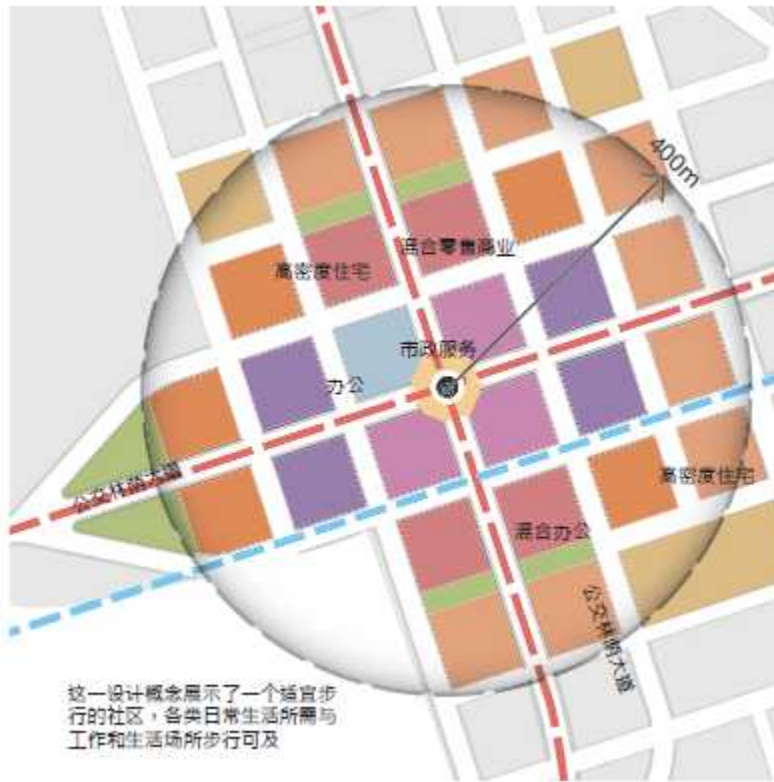 400m
混合零售商业
高密度住宅
市政服务
办公
公交林荫大道
高密度住宅
混合办公
公交林荫大道
这一设计概念展示了一个适宜步
行的社区，各类日常生活所需与
工作和生活场所步行可及